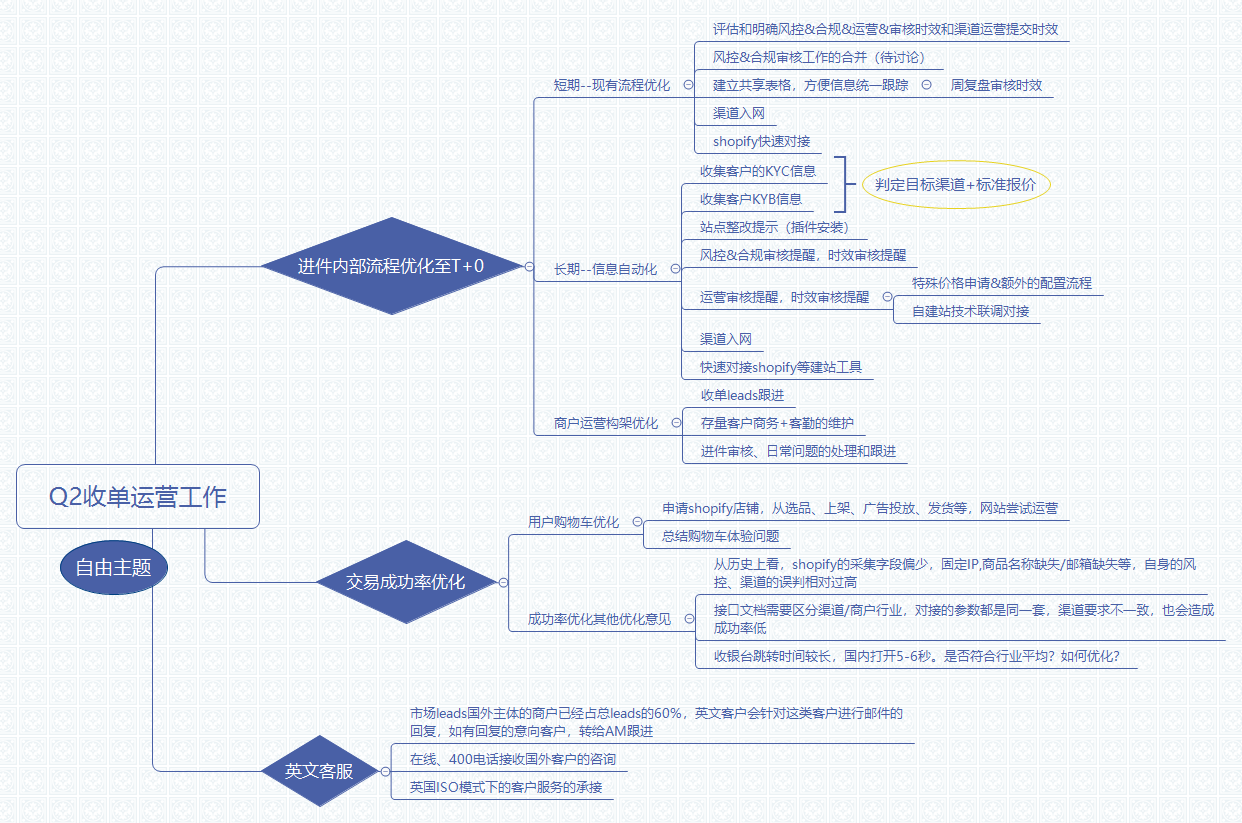 Q2收单运营工作
自由主题
进件内部流程优化至T+0
短期--现有流程优化
评估和明确风控&合规&运营&审核时效和渠道运营提交时效
风控&合规审核工作的合并（待讨论）
建立共享表格，方便信息统一跟踪
周复盘审核时效
渠道入网
shopify快速对接
长期--信息自动化
收集客户的KYC信息
收集客户KYB信息
判定目标渠道+标准报价
站点整改提示（插件安装）
风控&合规审核提醒，时效审核提醒
运营审核提醒，时效审核提醒
特殊价格申请&额外的配置流程
自建站技术联调对接
渠道入网
快速对接shopify等建站工具
商户运营构架优化
收单leads跟进
存量客户商务+客勤的维护
进件审核、日常问题的处理和跟进
交易成功率优化
用户购物车优化
申请shopify店铺，从选品、上架、广告投放、发货等，网站尝试运营
总结购物车体验问题
成功率优化其他优化意见
从历史上看，shopify的采集字段偏少，固定IP,商品名称缺失/邮箱缺失等，自身的风
控、渠道的误判相对过高
接口文档需要区分渠道/商户行业，对接的参数都是同一套，渠道要求不一致，也会造成
成功率低
收银台跳转时间较长，国内打开5-6秒。是否符合行业平均？如何优化？
英文客服
市场leads国外主体的商户已经占总leads的60%，英文客户会针对这类客户进行邮件的
回复，如有回复的意向客户，转给AM跟进
在线、400电话接收国外客户的咨询
英国ISO模式下的客户服务的承接